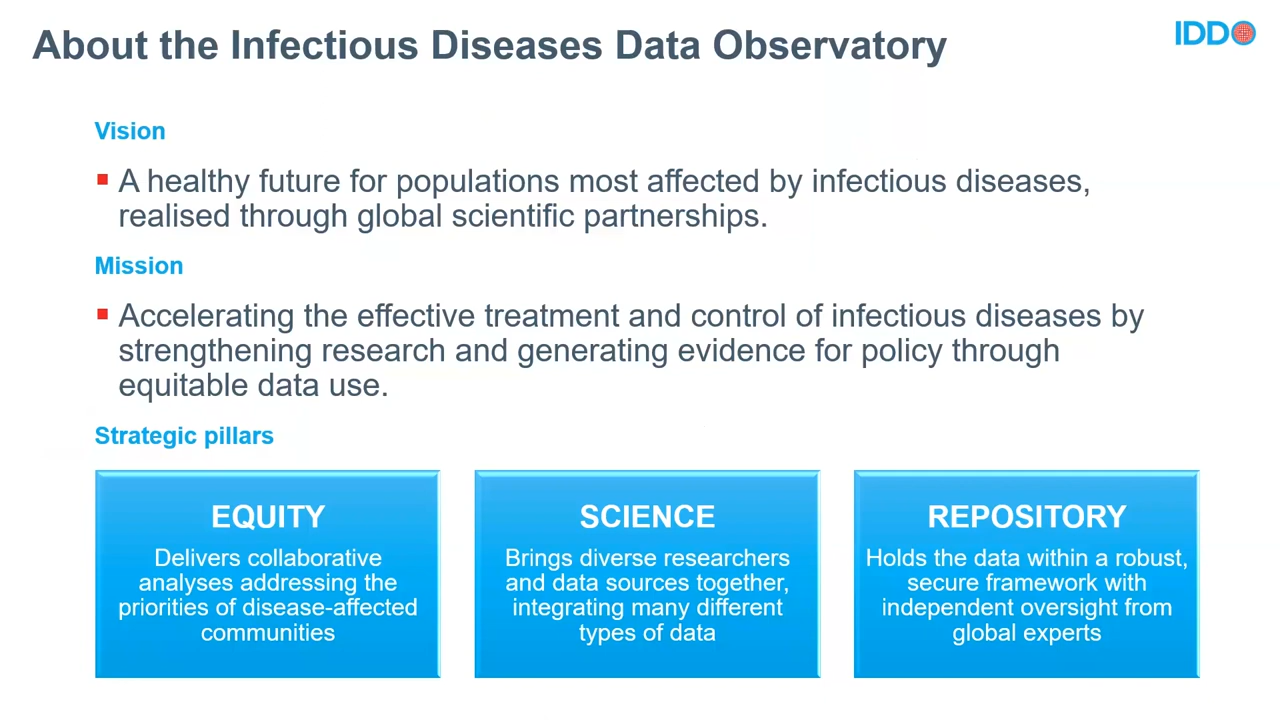 About the Infectious Diseases Data Observatory
IDDO
Vision
▪ A healthy future for populations most affected by infectious diseases,
realised through global scientific partnerships.
Mission
▪ Accelerating the effective treatment and control of infectious diseases by
strengthening research and generating evidence for policy through
equitable data use.
Strategic pillars
EQUITY
Delivers collaborative
analyses addressing the
priorities of disease-affected
communities
SCIENCE
Brings diverse researchers
and data sources together,
integrating many different
types of data
REPOSITORY
Holds the data within a robust,
secure framework with
independent oversight from
global experts